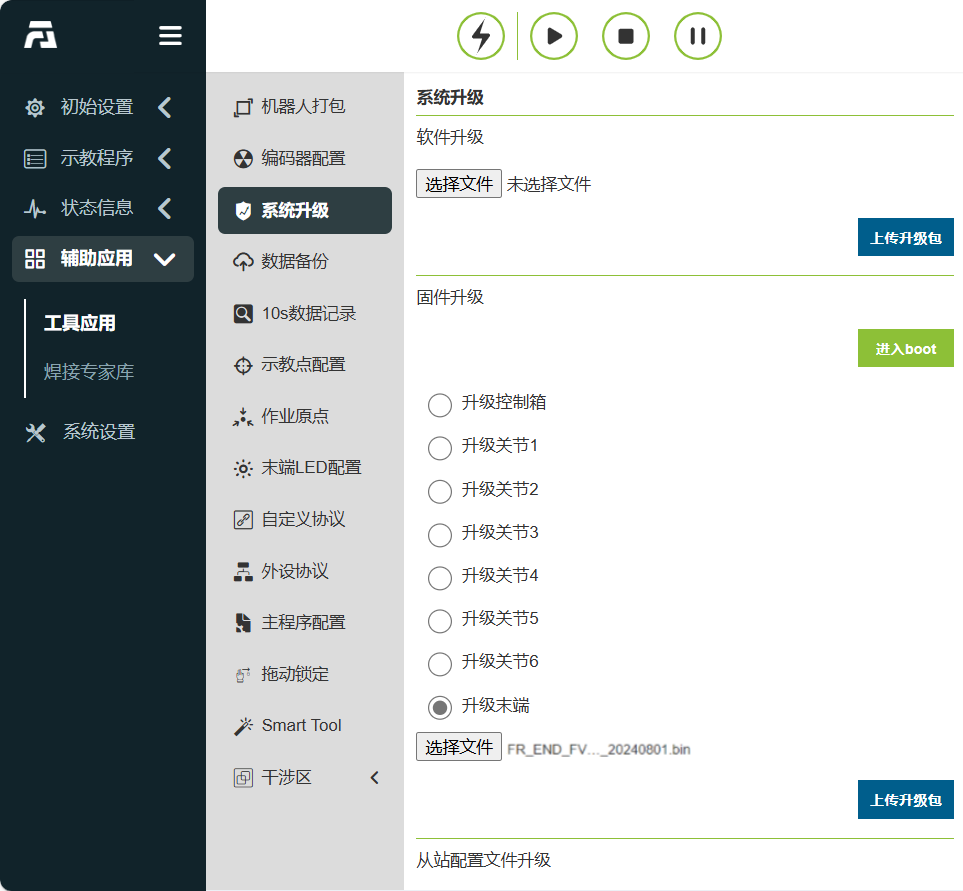 初始设置
示教程序
状态信息
辅助应用
工具应用
焊接专家库
系统设置
机器人打包
编码器配置
系统升级
数据备份
10s数据记录
示教点配置
作业原点
末端LED配置
自定义协议
外设协议
主程序配置
拖动锁定
Smart Tool
干涉区
系统升级
软件升级
选择文件 未选择文件
上传升级包
固件升级
进入boot
升级控制箱
升级关节1
升级关节2
升级关节3
升级关节4
升级关节5
升级关节6
升级末端
选择文件 FR_END_FV..._20240801.bin
上传升级包
从站配置文件升级